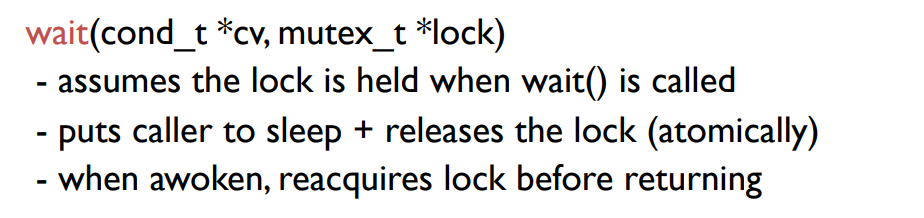 wait(cond_t *cv, mutex_t *lock)
- assumes the lock is held when wait() is called
- puts caller to sleep + releases the lock (atomically)
- when awoken, reacquires lock before returning